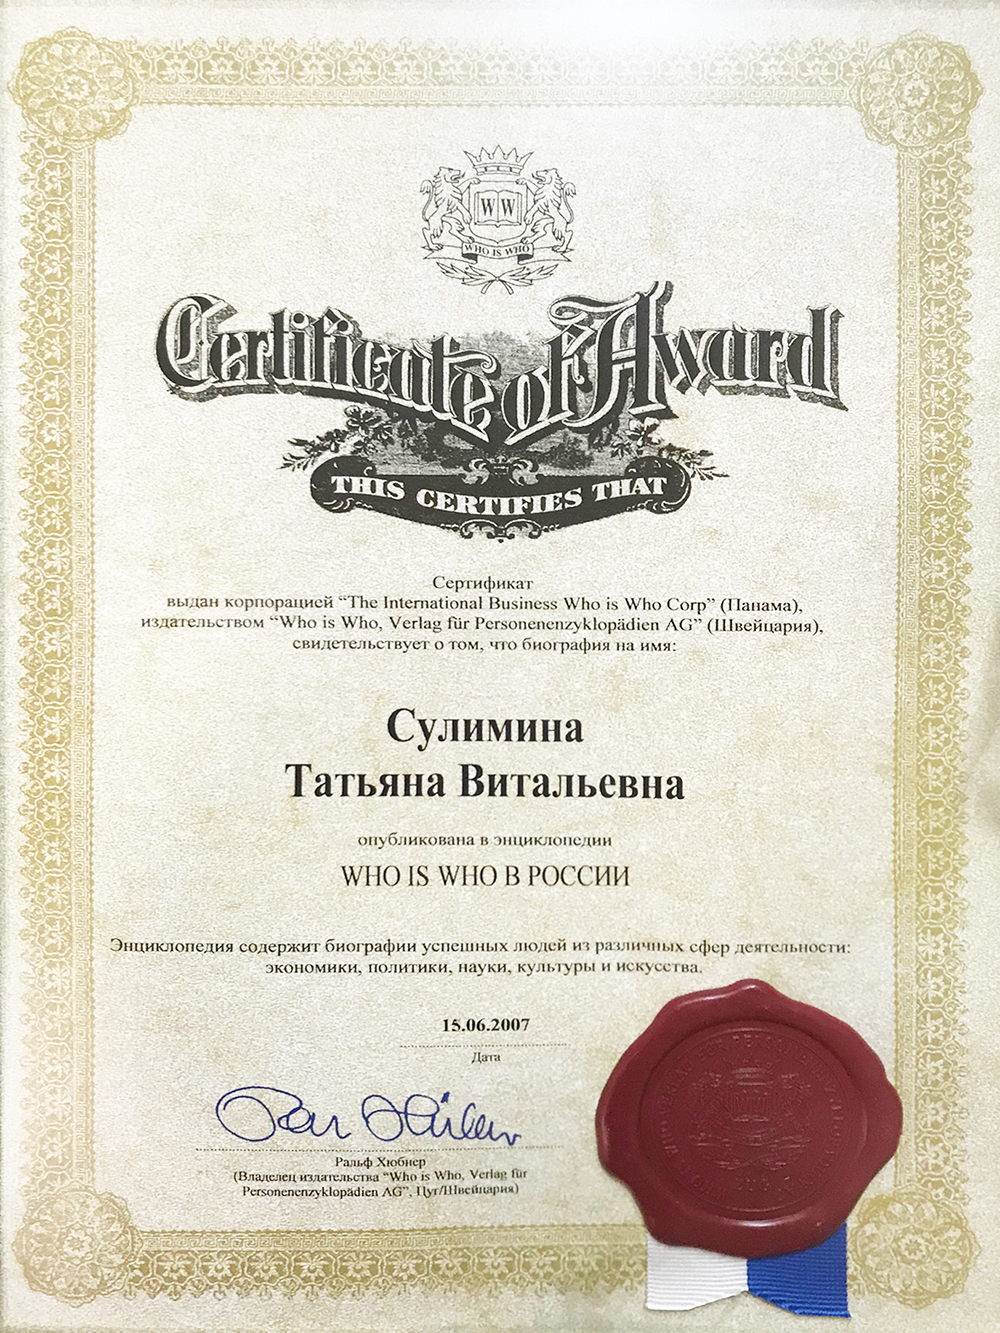 WW
WHO IS WHO
Certificate of Award
THIS CERTIFIES THAT
Сертификат
выдан корпорацией “The International Business Who is Who Corp” (Панама),
издательством “Who is Who, Verlag für Personenenzyklopädien AG” (Швейцария),
свидетельствует о том, что биография на имя:
Сулимина
Татьяна Витальевна
опубликована в энциклопедии
WHO IS WHO В РОССИИ
Энциклопедия содержит биографии успешных людей из различных сфер деятельности:
экономики, политики, науки, культуры и искусства.
15.06.2007
Дата
Ральф Хюбнер
(Владелец издательства “Who is Who, Verlag für
Personenenzyklopädien AG”, Цуг/Швейцария)